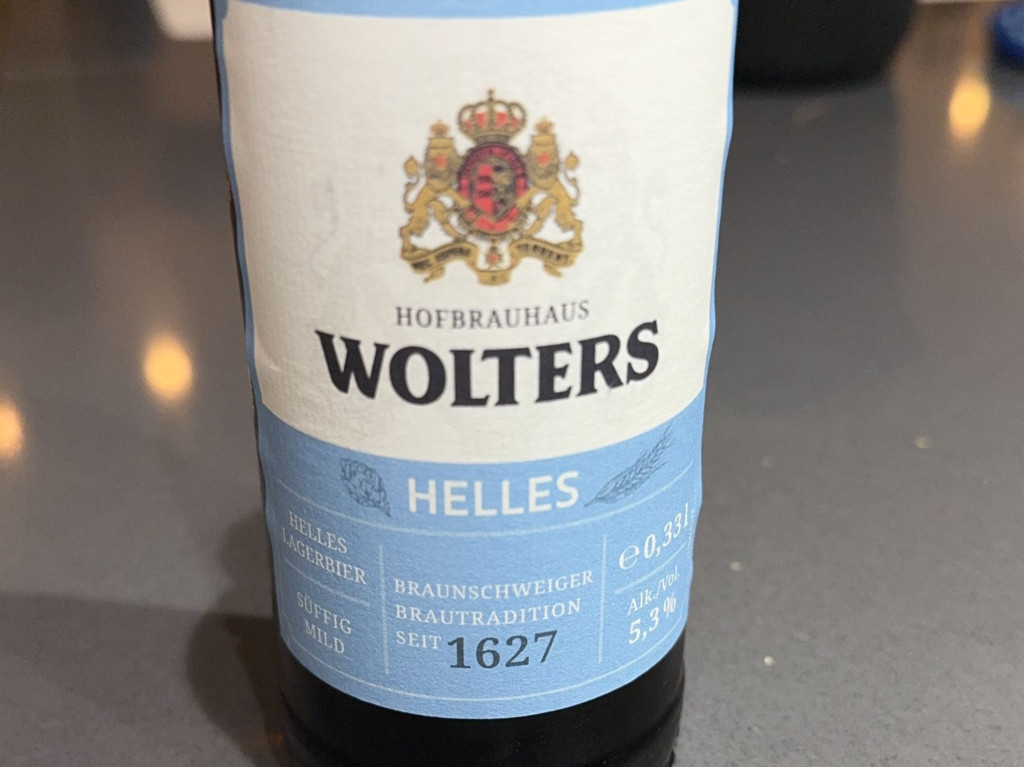 HOFBRAUHAUS
WOLTERS
HELLES
HELLES
LAGERBIER
SÜFFIG
MILD
BRAUNSCHWEIGER
BRAUTRADITION
SEIT 1627
℮ 0,33l
Alk./Vol.
5,3 %